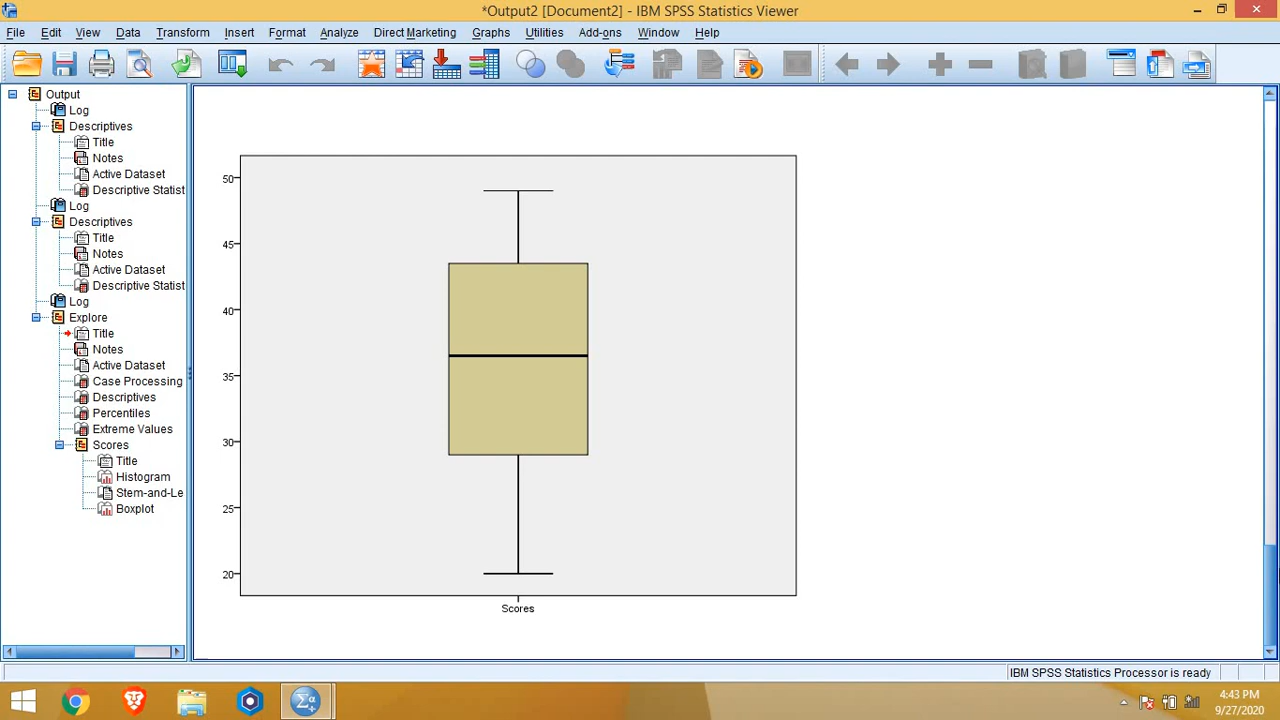 *Output2 [Document2] - IBM SPSS Statistics Viewer
File Edit View Data Transform Insert Format Analyze Direct Marketing Graphs Utilities Add-ons Window Help
Output
Log
Descriptives
Title
Notes
Active Dataset
Descriptive Statist
Log
Descriptives
Title
Notes
Active Dataset
Descriptive Statist
Log
Explore
Title
Notes
Active Dataset
Case Processing
Descriptives
Percentiles
Extreme Values
Scores
Title
Histogram
Stem-and-Le
Boxplot
50
45
40
35
30
25
20
Scores
IBM SPSS Statistics Processor is ready
4:43 PM
9/27/2020